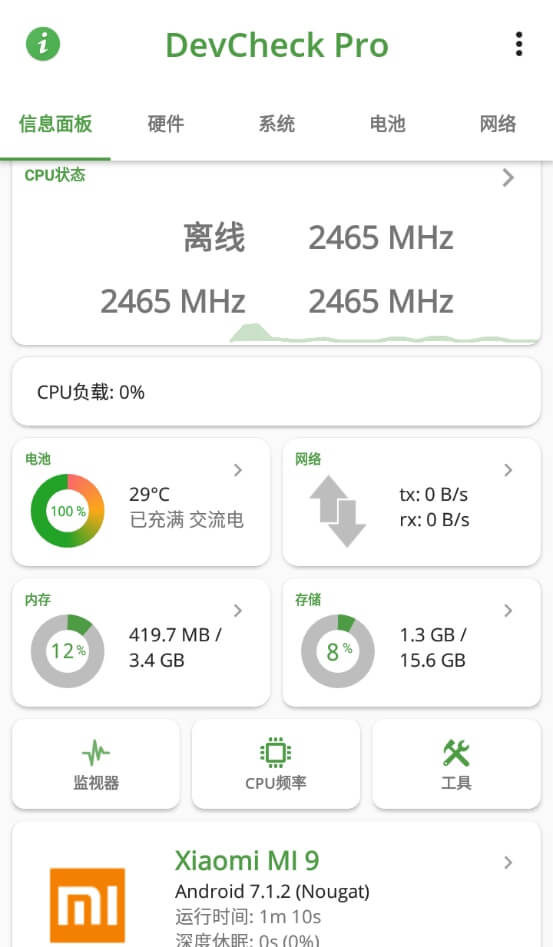 DevCheck Pro
信息面板 硬件 系统 电池 网络
CPU状态
离线 2465 MHz
2465 MHz 2465 MHz
CPU负载: 0%
电池
100 %
29°C
已充满 交流电
网络
tx: 0 B/s
rx: 0 B/s
内存
12%
419.7 MB /
3.4 GB
存储
8 %
1.3 GB /
15.6 GB
监视器 CPU频率 工具
Xiaomi MI 9
Android 7.1.2 (Nougat)
运行时间: 1m 10s
深度休眠: 0s (0%)